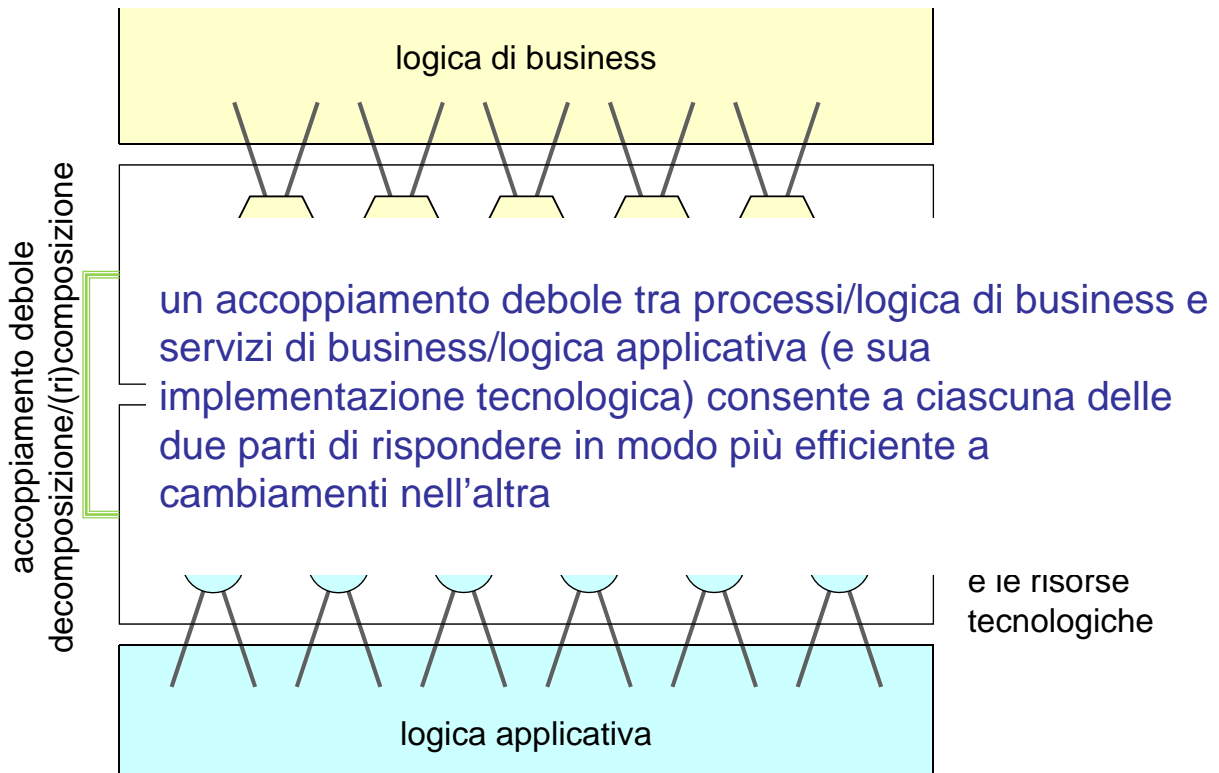 logica di business
accoppiamento debole
decomposizione/(ri)composizione
un accoppiamento debole tra processi/logica di business e
servizi di business/logica applicativa (e sua
implementazione tecnologica) consente a ciascuna delle
due parti di rispondere in modo più efficiente a
cambiamenti nell'altra
e le risorse
tecnologiche
logica applicativa